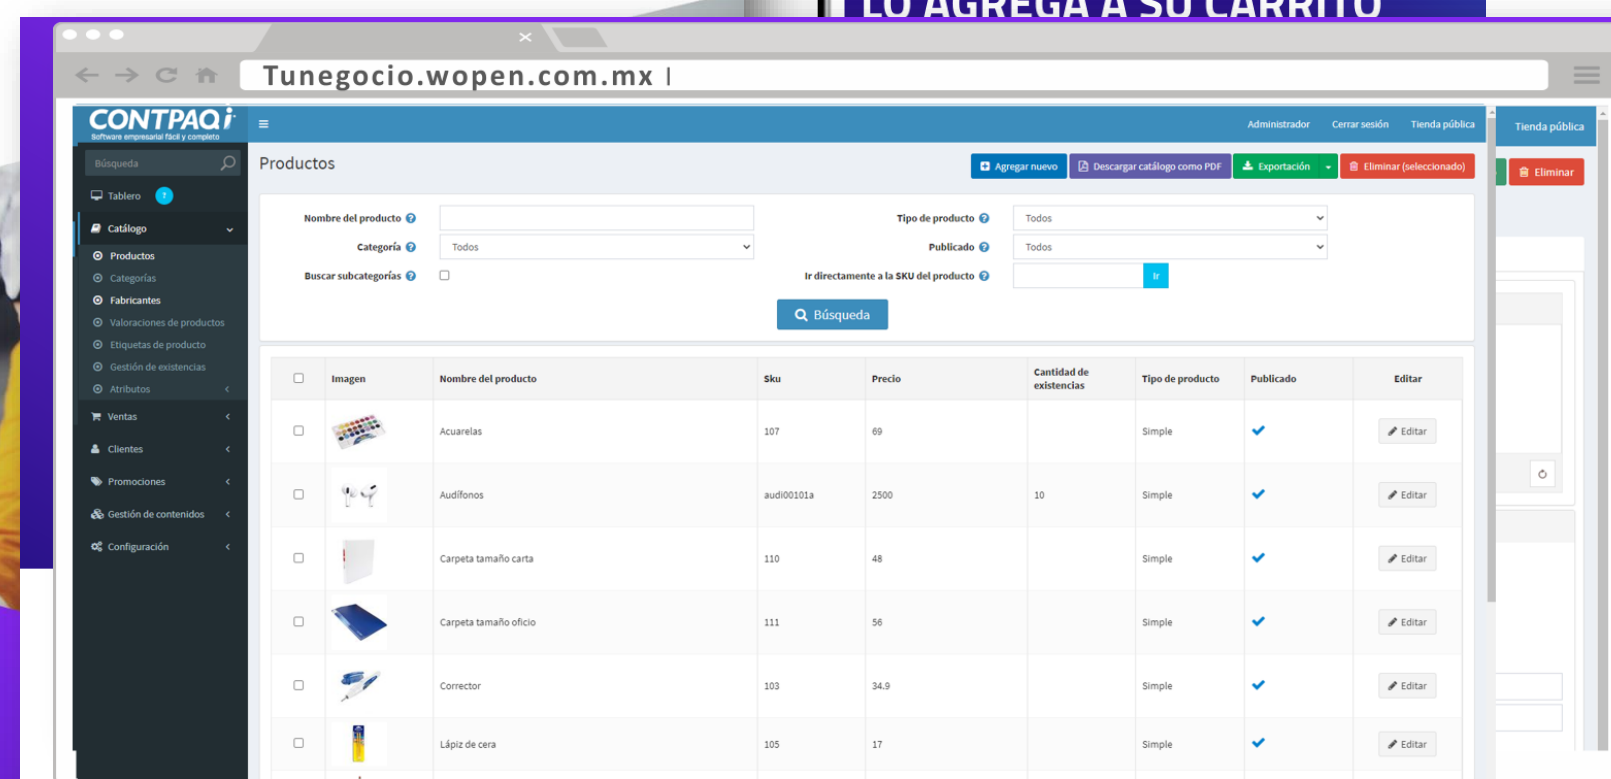 LO AGREGA A SU CARRITO
Tunegocio.wopen.com.mx |
CONTPAQi
Software empresarial fácil y completo
Administrador Cerrar sesión Tienda pública
Tienda pública
Búsqueda
Productos
Agregar nuevo Descargar catálogo como PDF Exportación Eliminar (seleccionado)
Eliminar
Tablero ?
Catálogo
Productos
Categorías
Fabricantes
Valoraciones de productos
Etiquetas de producto
Gestión de existencias
Atributos
Ventas
Clientes
Promociones
Gestión de contenidos
Configuración
Nombre del producto ? Tipo de producto ? Todos
Categoría ? Todos Publicado ? Todos
Buscar subcategorías ? Ir directamente a la SKU del producto ? Ir
Búsqueda
Imagen Nombre del producto Sku Precio Cantidad de existencias Tipo de producto Publicado Editar
Acuarelas 107 69 Simple Editar
Audífonos audi00101a 2500 10 Simple Editar
Carpeta tamaño carta 110 48 Simple Editar
Carpeta tamaño oficio 111 56 Simple Editar
Corrector 103 34.9 Simple Editar
Lápiz de cera 105 17 Simple Editar